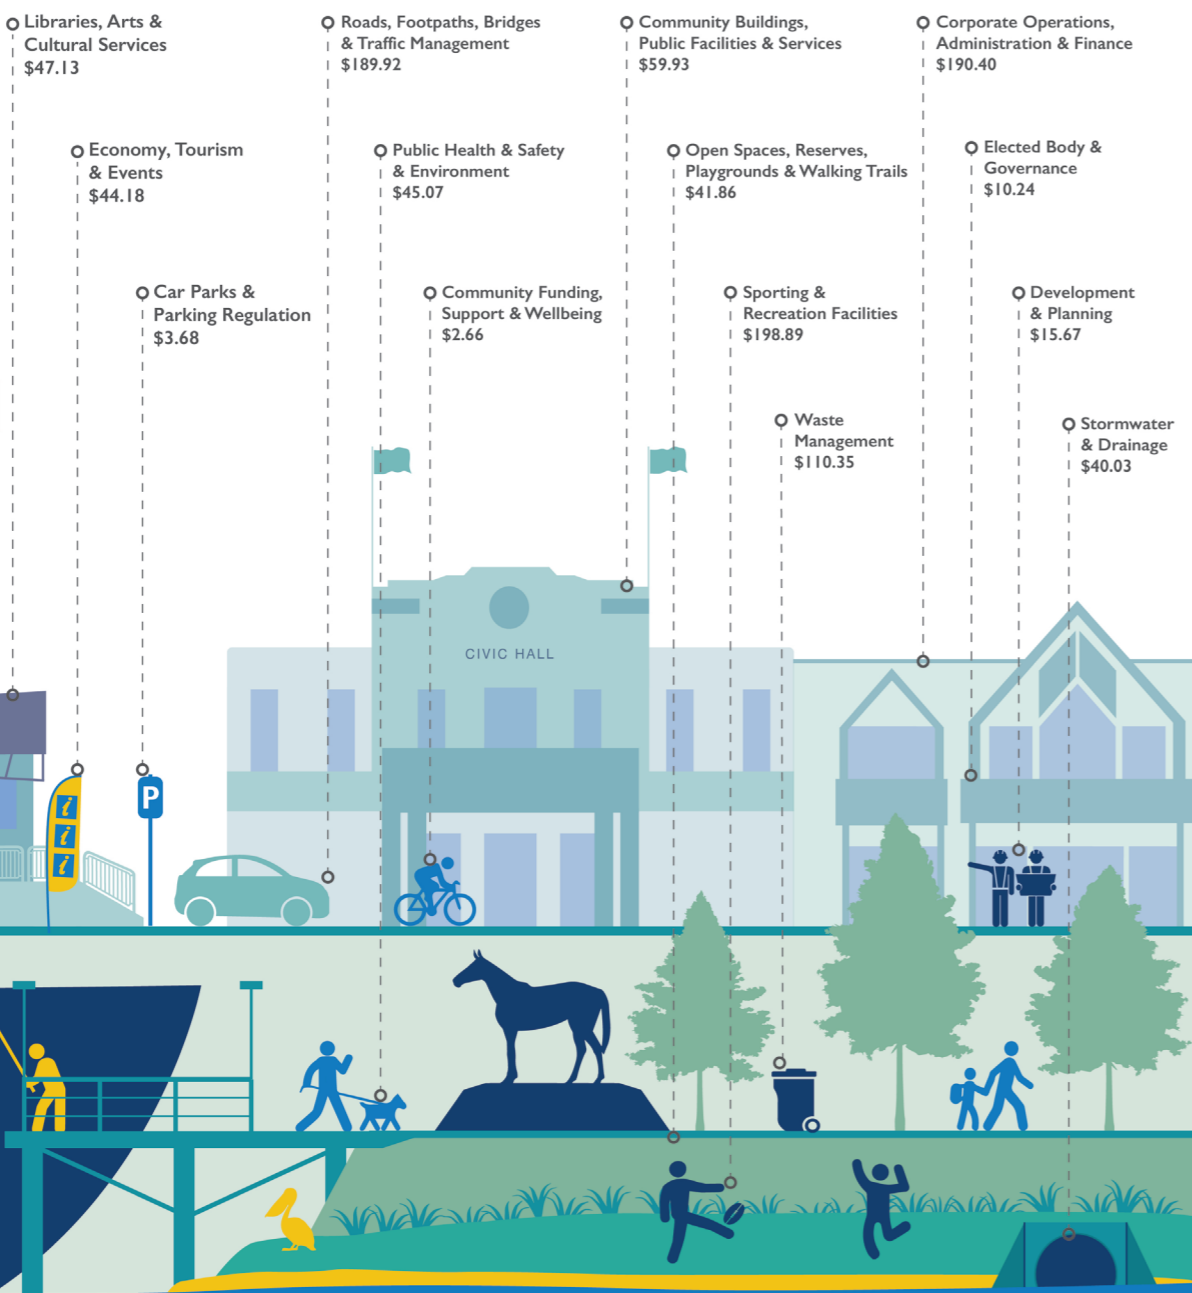 Libraries, Arts &
Cultural Services
$47.13
Roads, Footpaths, Bridges
& Traffic Management
$189.92
Community Buildings,
Public Facilities & Services
$59.93
Corporate Operations,
Administration & Finance
$190.40
Economy, Tourism
& Events
$44.18
Public Health & Safety
& Environment
$45.07
Open Spaces, Reserves,
Playgrounds & Walking Trails
$41.86
Elected Body &
Governance
$10.24
Car Parks &
Parking Regulation
$3.68
Community Funding,
Support & Wellbeing
$2.66
Sporting &
Recreation Facilities
$198.89
Development
& Planning
$15.67
Waste
Management
$110.35
Stormwater
& Drainage
$40.03
CIVIC HALL
P
i
i
i